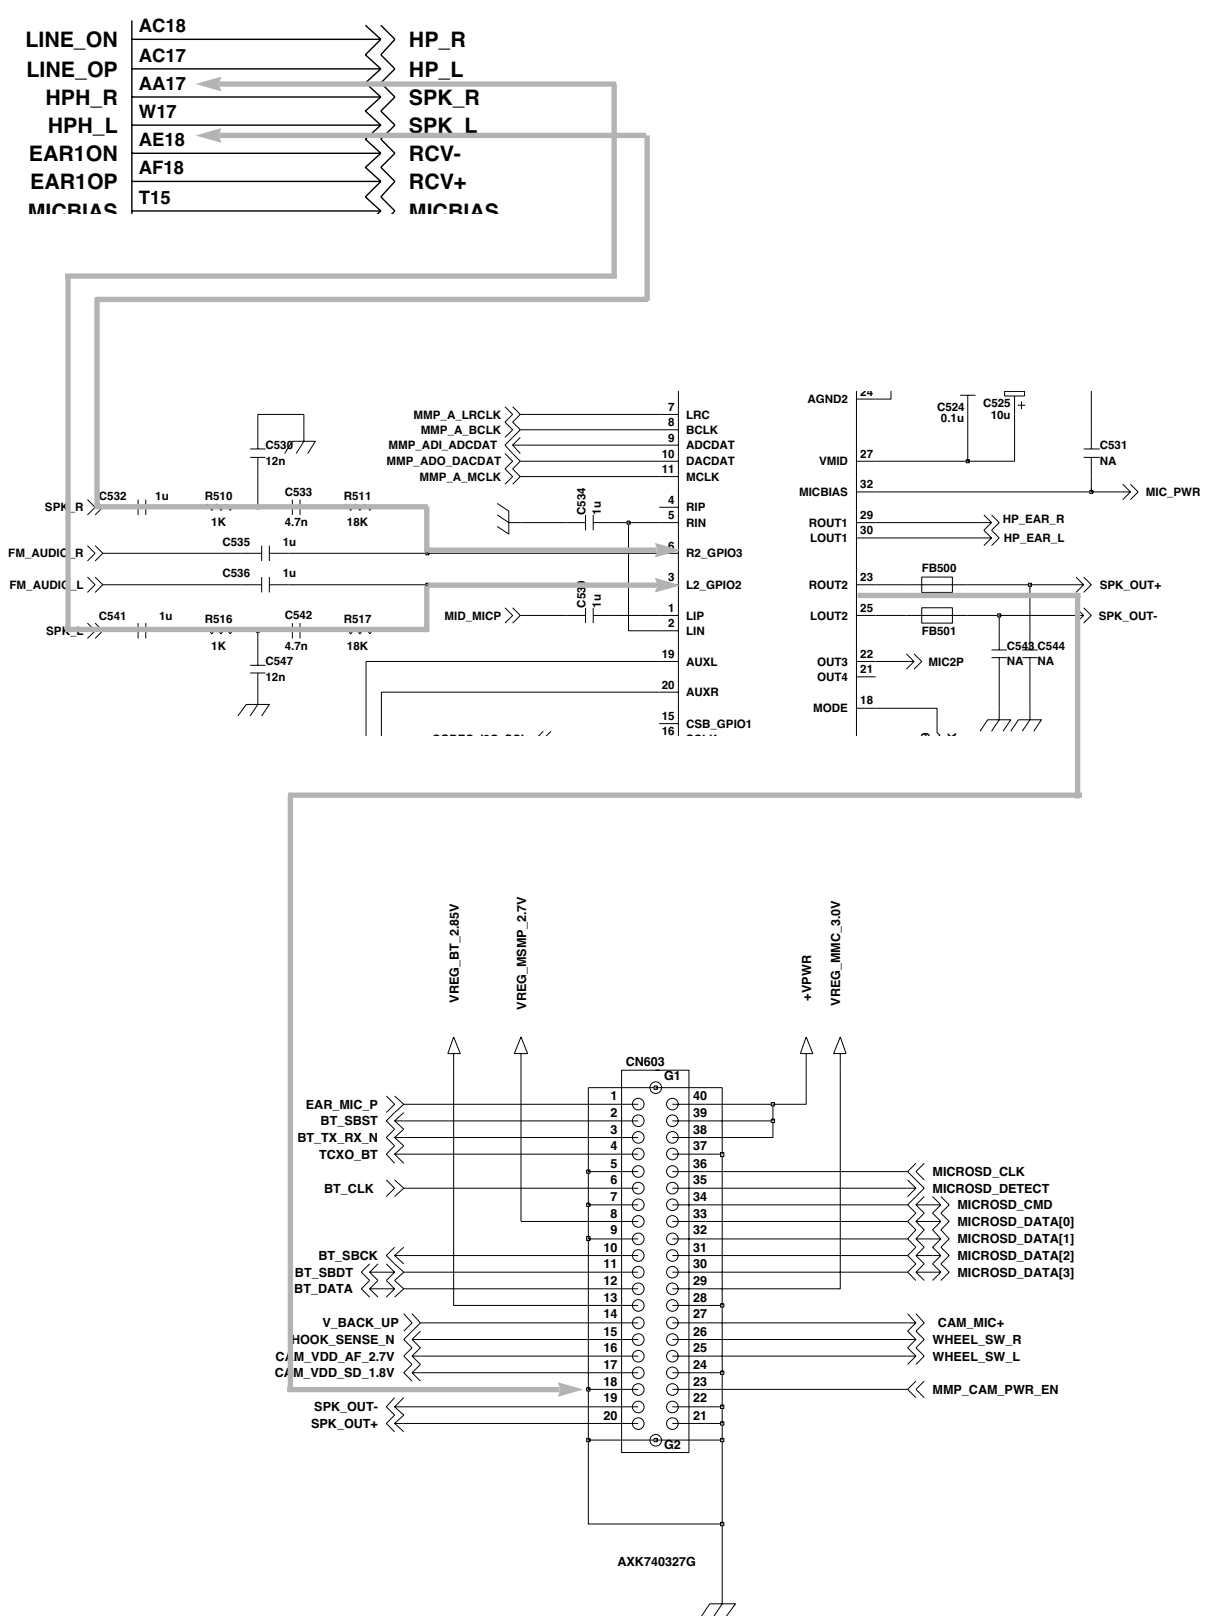 AC18
LINE_ON HP_R
AC17
LINE_OP HP_L
AA17
HPH_R SPK_R
W17
HPH_L SPK_L
AE18
EAR1ON RCV-
AF18
EAR1OP RCV+
T15
MICBIAS MICBIAS
MMP_A_LRCLK 7 LRC
MMP_A_BCLK 8 BCLK
MMP_ADI_ADCDAT 9 ADCDAT
MMP_ADO_DACDAT 10 DACDAT
MMP_A_MCLK 11 MCLK
4 RIP
5 RIN
6 R2_GPIO3
3 L2_GPIO2
MID_MICP 1 LIP
2 LIN
19 AUXL
20 AUXR
15 CSB_GPIO1
16
C530
12n
SPK_R C532 1u R510 1K C533 4.7n R511 18K
C534 1u
FM_AUDIO_R C535 1u
FM_AUDIO_L C536 1u
1u
SPK_L C541 1u R516 1K C542 4.7n R517 18K
C547
12n
AGND2 24
C524
0.1u
C525
10u
+
C531
NA
VMID 27
MICBIAS 32 MIC_PWR
ROUT1 29 HP_EAR_R
LOUT1 30 HP_EAR_L
ROUT2 23 FB500 SPK_OUT+
LOUT2 25 FB501 SPK_OUT-
C543 C544
NA NA
OUT3 22 MIC2P
OUT4 21
MODE 18
VREG_BT_2.85V
VREG_MSMP_2.7V
+VPWR
VREG_MMC_3.0V
CN603
G1
EAR_MIC_P 1 40
BT_SBST 2 39
BT_TX_RX_N 3 38
TCXO_BT 4 37
5 36 MICROSD_CLK
BT_CLK 6 35 MICROSD_DETECT
7 34 MICROSD_CMD
8 33 MICROSD_DATA[0]
9 32 MICROSD_DATA[1]
BT_SBCK 10 31 MICROSD_DATA[2]
BT_SBDT 11 30 MICROSD_DATA[3]
BT_DATA 12 29
13 28
V_BACK_UP 14 27 CAM_MIC+
HOOK_SENSE_N 15 26 WHEEL_SW_R
CAM_VDD_AF_2.7V 16 25 WHEEL_SW_L
CAM_VDD_SD_1.8V 17 24
18 23 MMP_CAM_PWR_EN
SPK_OUT- 19 22
SPK_OUT+ 20 21
G2
AXK740327G